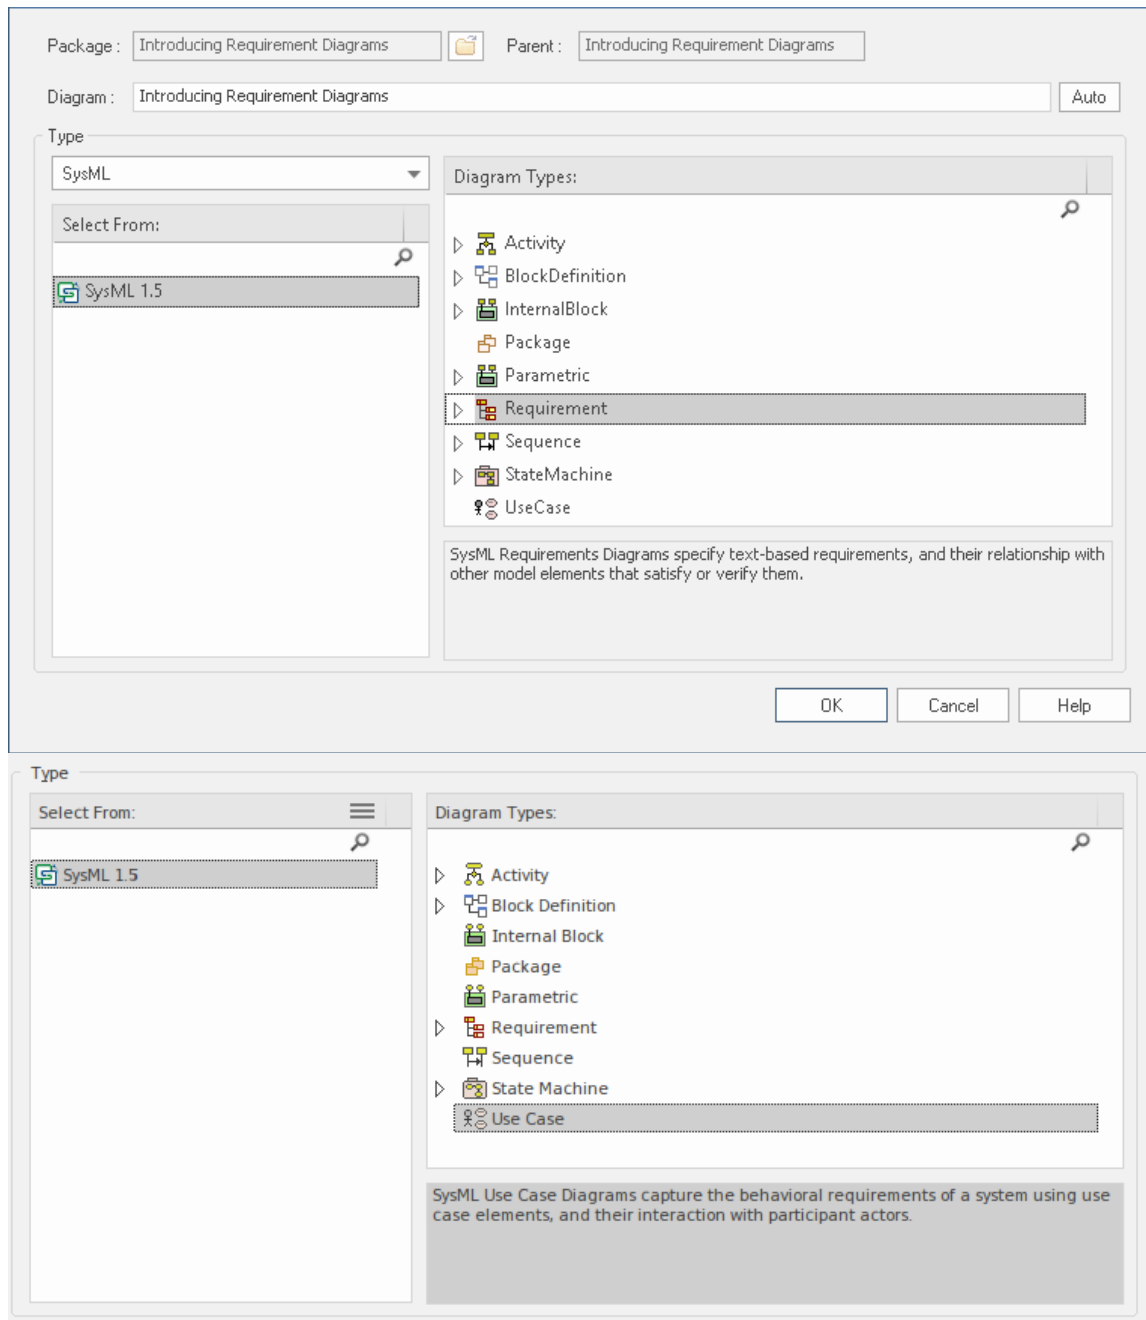 Package : Introducing Requirement Diagrams Parent : Introducing Requirement Diagrams
Diagram : Introducing Requirement Diagrams Auto
Type
SysML
Diagram Types:
Select From:
SysML 1.5
Activity
BlockDefinition
InternalBlock
Package
Parametric
Requirement
Sequence
StateMachine
UseCase
SysML Requirements Diagrams specify text-based requirements, and their relationship with
other model elements that satisfy or verify them.
OK Cancel Help
Type
Select From:
SysML 1.5
Diagram Types:
Activity
Block Definition
Internal Block
Package
Parametric
Requirement
Sequence
State Machine
Use Case
SysML Use Case Diagrams capture the behavioral requirements of a system using use
case elements, and their interaction with participant actors.